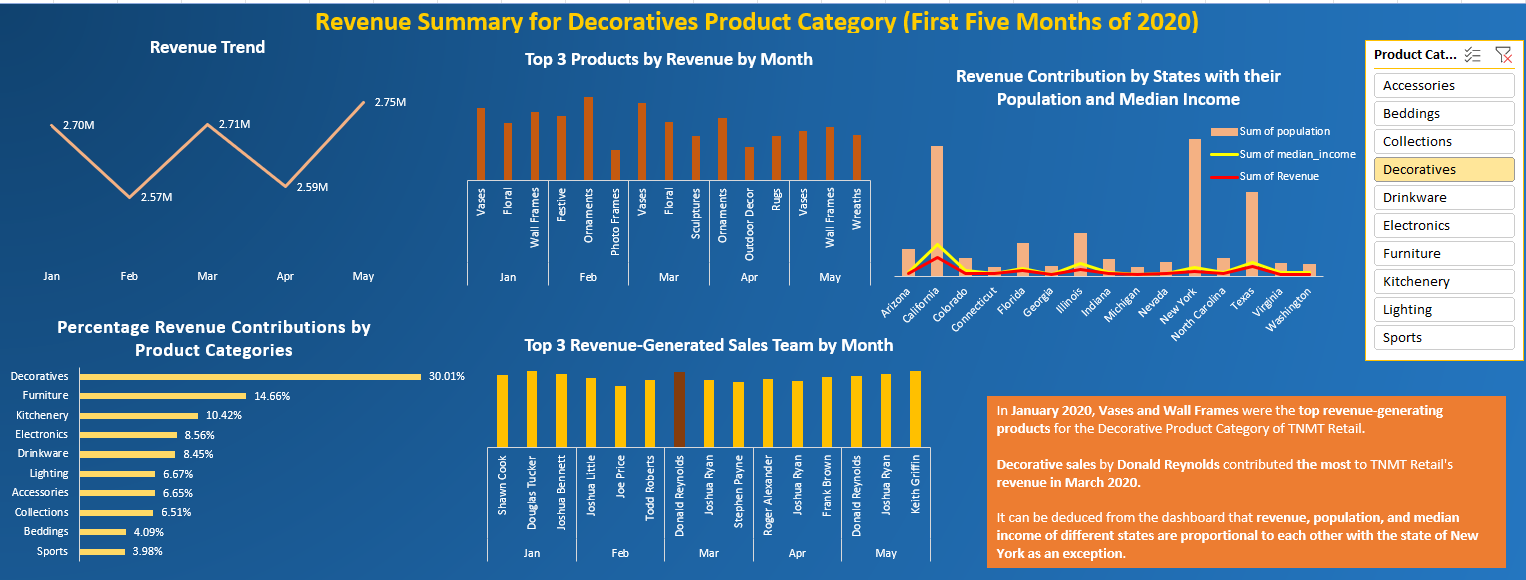 Revenue Summary for Decoratives Product Category (First Five Months of 2020)
Revenue Trend
2.70M
2.57M
2.71M
2.59M
2.75M
Jan
Feb
Mar
Apr
May
Top 3 Products by Revenue by Month
Vases
Floral
Wall Frames
Festive
Ornaments
Photo Frames
Vases
Floral
Sculptures
Ornaments
Outdoor Decor
Rugs
Vases
Wall Frames
Wreaths
Jan
Feb
Mar
Apr
May
Revenue Contribution by States with their
Population and Median Income
Sum of population
Sum of median_income
Sum of Revenue
Arizona
California
Colorado
Connecticut
Florida
Georgia
Illinois
Indiana
Michigan
Nevada
New York
North Carolina
Texas
Virginia
Washington
Product Cat...
Accessories
Beddings
Collections
Decoratives
Drinkware
Electronics
Furniture
Kitchenery
Lighting
Sports
Percentage Revenue Contributions by
Product Categories
Decoratives 30.01%
Furniture 14.66%
Kitchenery 10.42%
Electronics 8.56%
Drinkware 8.45%
Lighting 6.67%
Accessories 6.65%
Collections 6.51%
Beddings 4.09%
Sports 3.98%
Top 3 Revenue-Generated Sales Team by Month
Shawn Cook
Douglas Tucker
Joshua Bennett
Joshua Little
Joe Price
Todd Roberts
Donald Reynolds
Joshua Ryan
Stephen Payne
Roger Alexander
Joshua Ryan
Frank Brown
Donald Reynolds
Joshua Ryan
Keith Griffin
Jan
Feb
Mar
Apr
May
In January 2020, Vases and Wall Frames were the top revenue-generating
products for the Decorative Product Category of TNMT Retail.
Decorative sales by Donald Reynolds contributed the most to TNMT Retail's
revenue in March 2020.
It can be deduced from the dashboard that revenue, population, and median
income of different states are proportional to each other with the state of New
York as an exception.